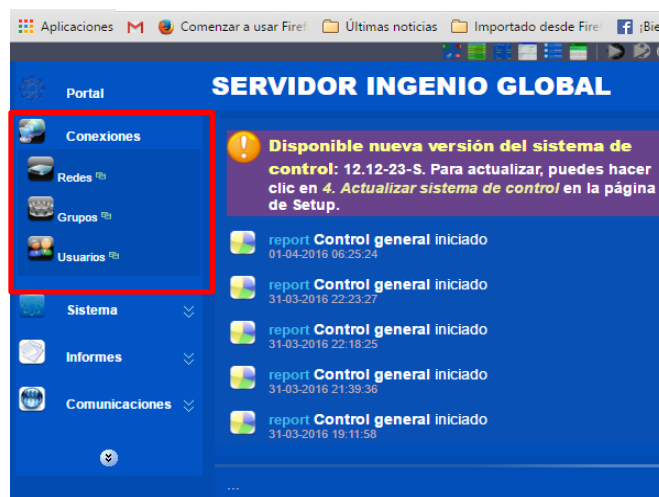 Aplicaciones
Comenzar a usar Firef
Últimas noticias
Importado desde Fire
¡Bie
Portal
SERVIDOR INGENIO GLOBAL
Conexiones
Redes
Grupos
Usuarios
Sistema
Informes
Comunicaciones
Disponible nueva versión del sistema de
control: 12.12-23-S. Para actualizar, puedes hacer
clic en 4. Actualizar sistema de control en la página
de Setup.
report Control general iniciado
01-04-2016 06:25:24
report Control general iniciado
31-03-2016 22:23:27
report Control general iniciado
31-03-2016 22:18:25
report Control general iniciado
31-03-2016 21:39:36
report Control general iniciado
31-03-2016 19:11:58
...